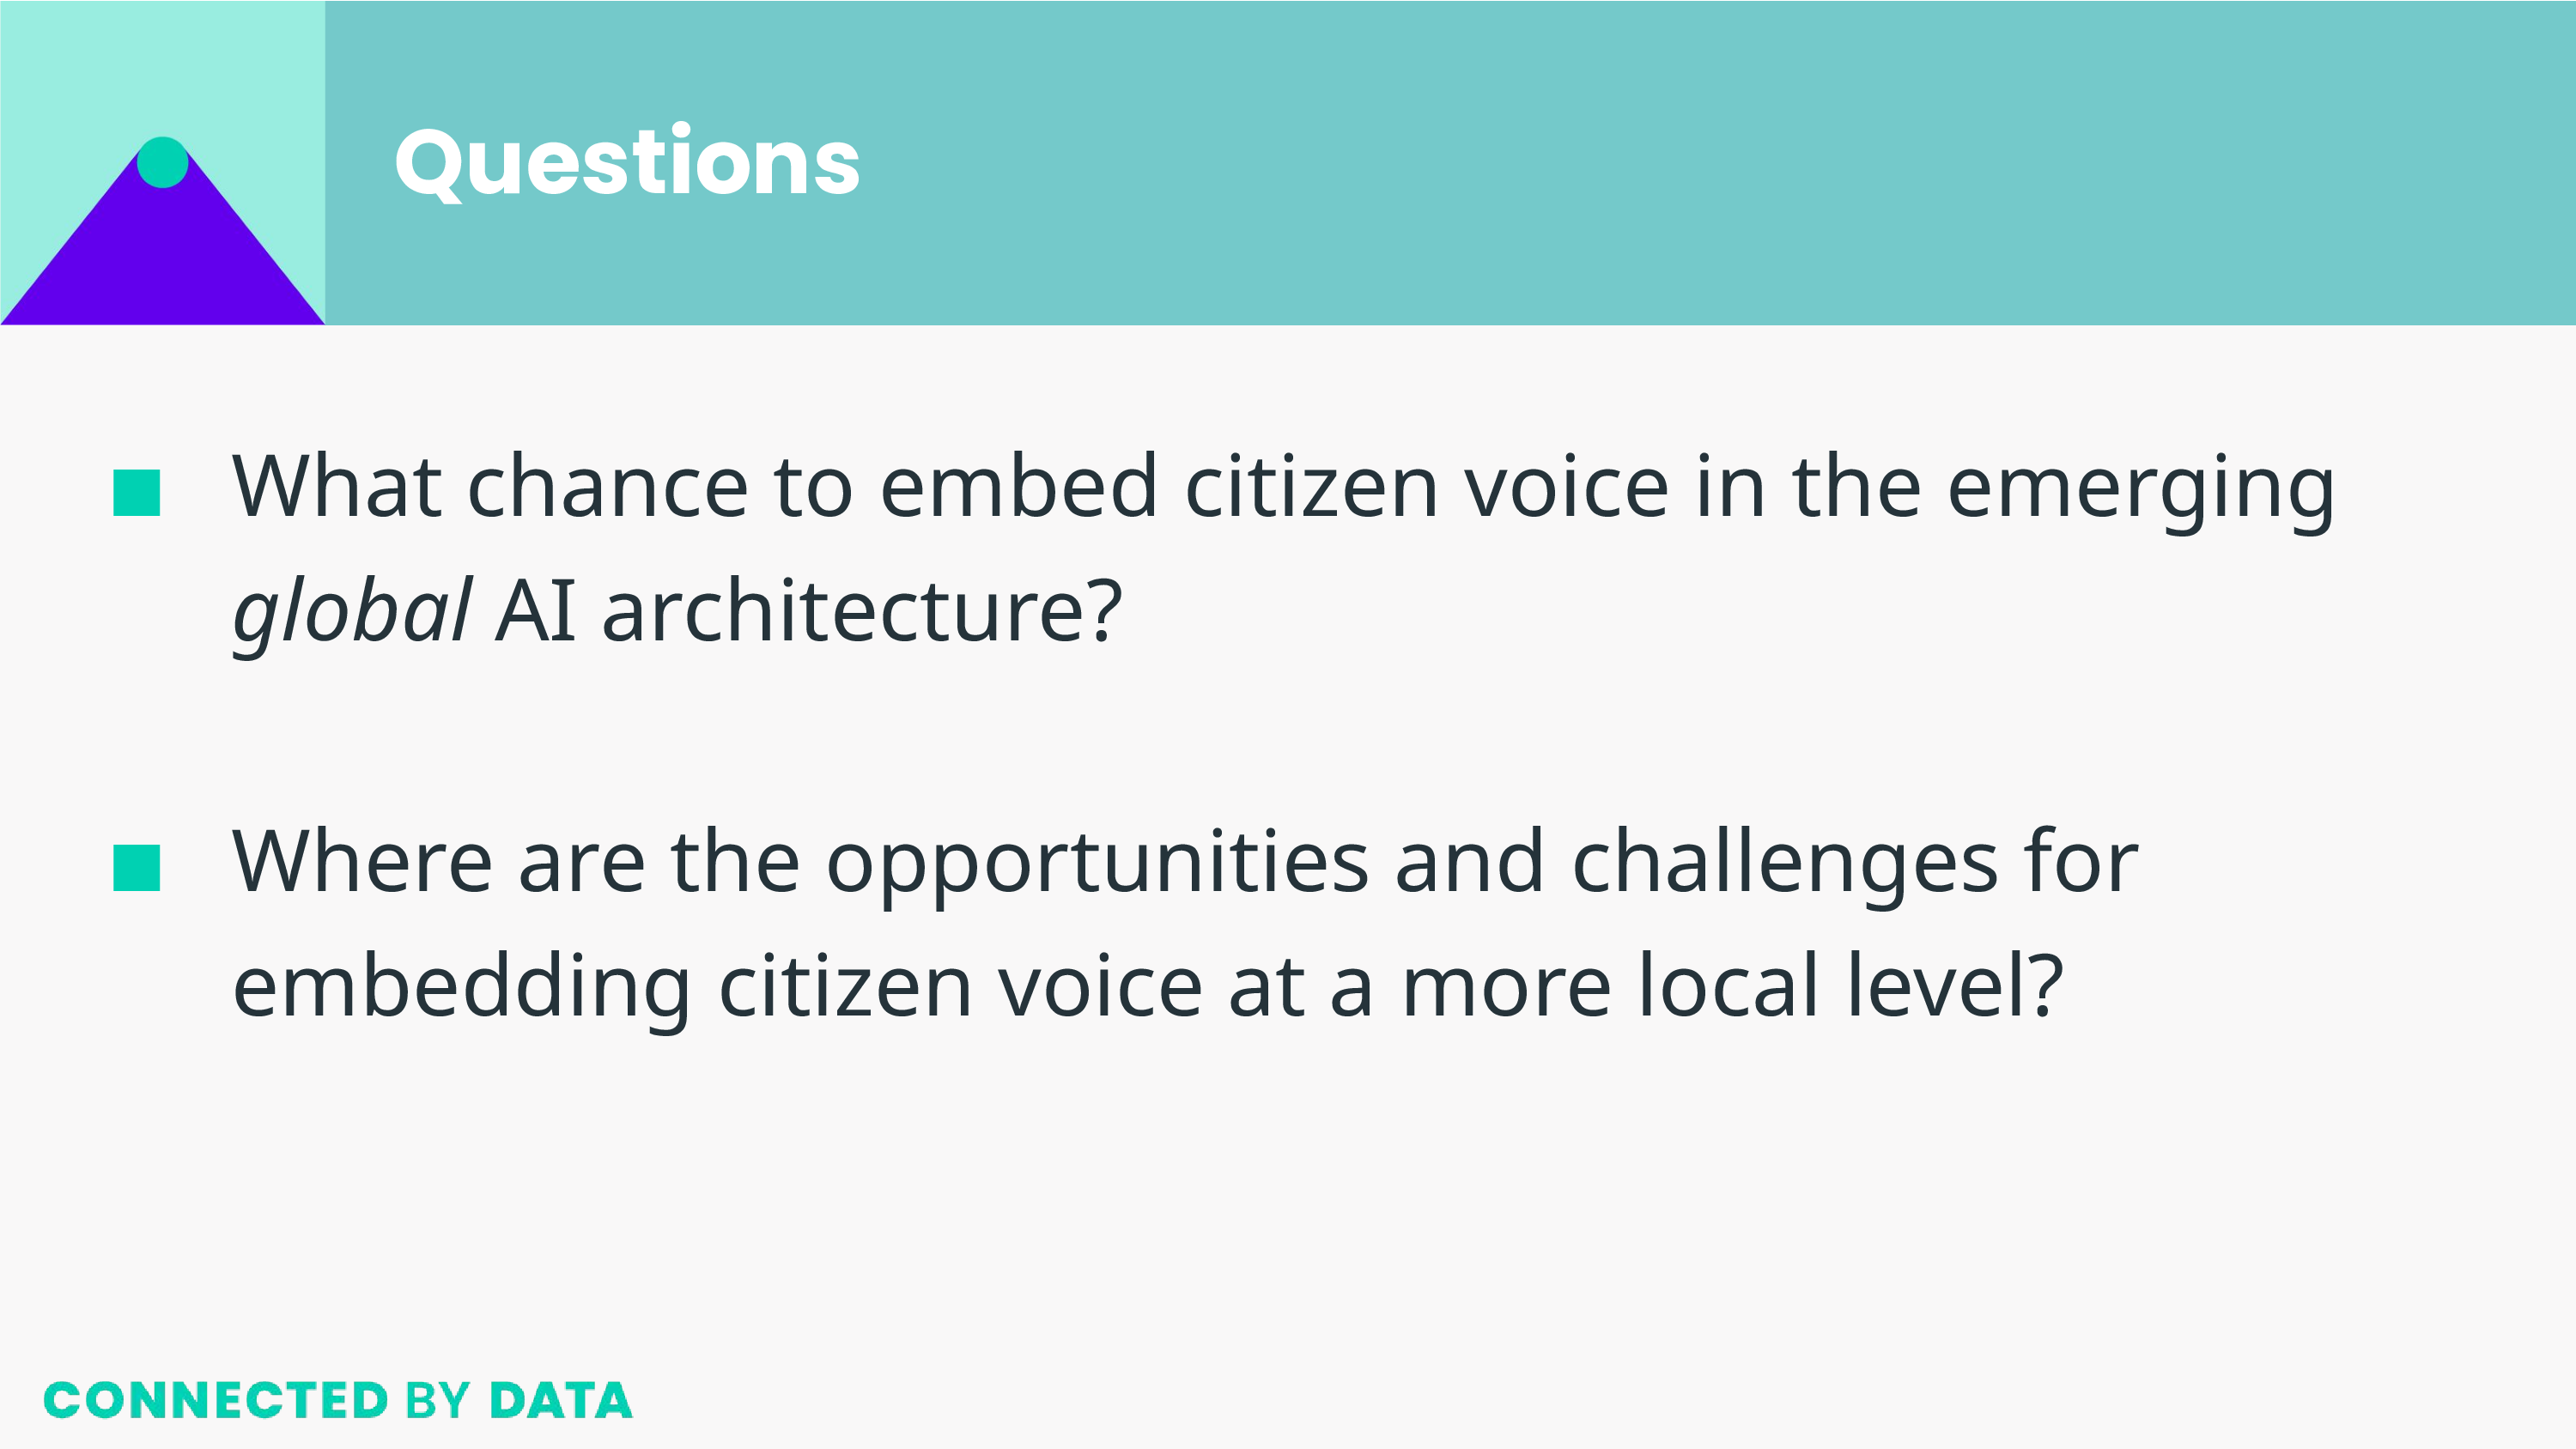 Questions
■ What chance to embed citizen voice in the emerging
global AI architecture?
■ Where are the opportunities and challenges for
embedding citizen voice at a more local level?
CONNECTED BY DATA